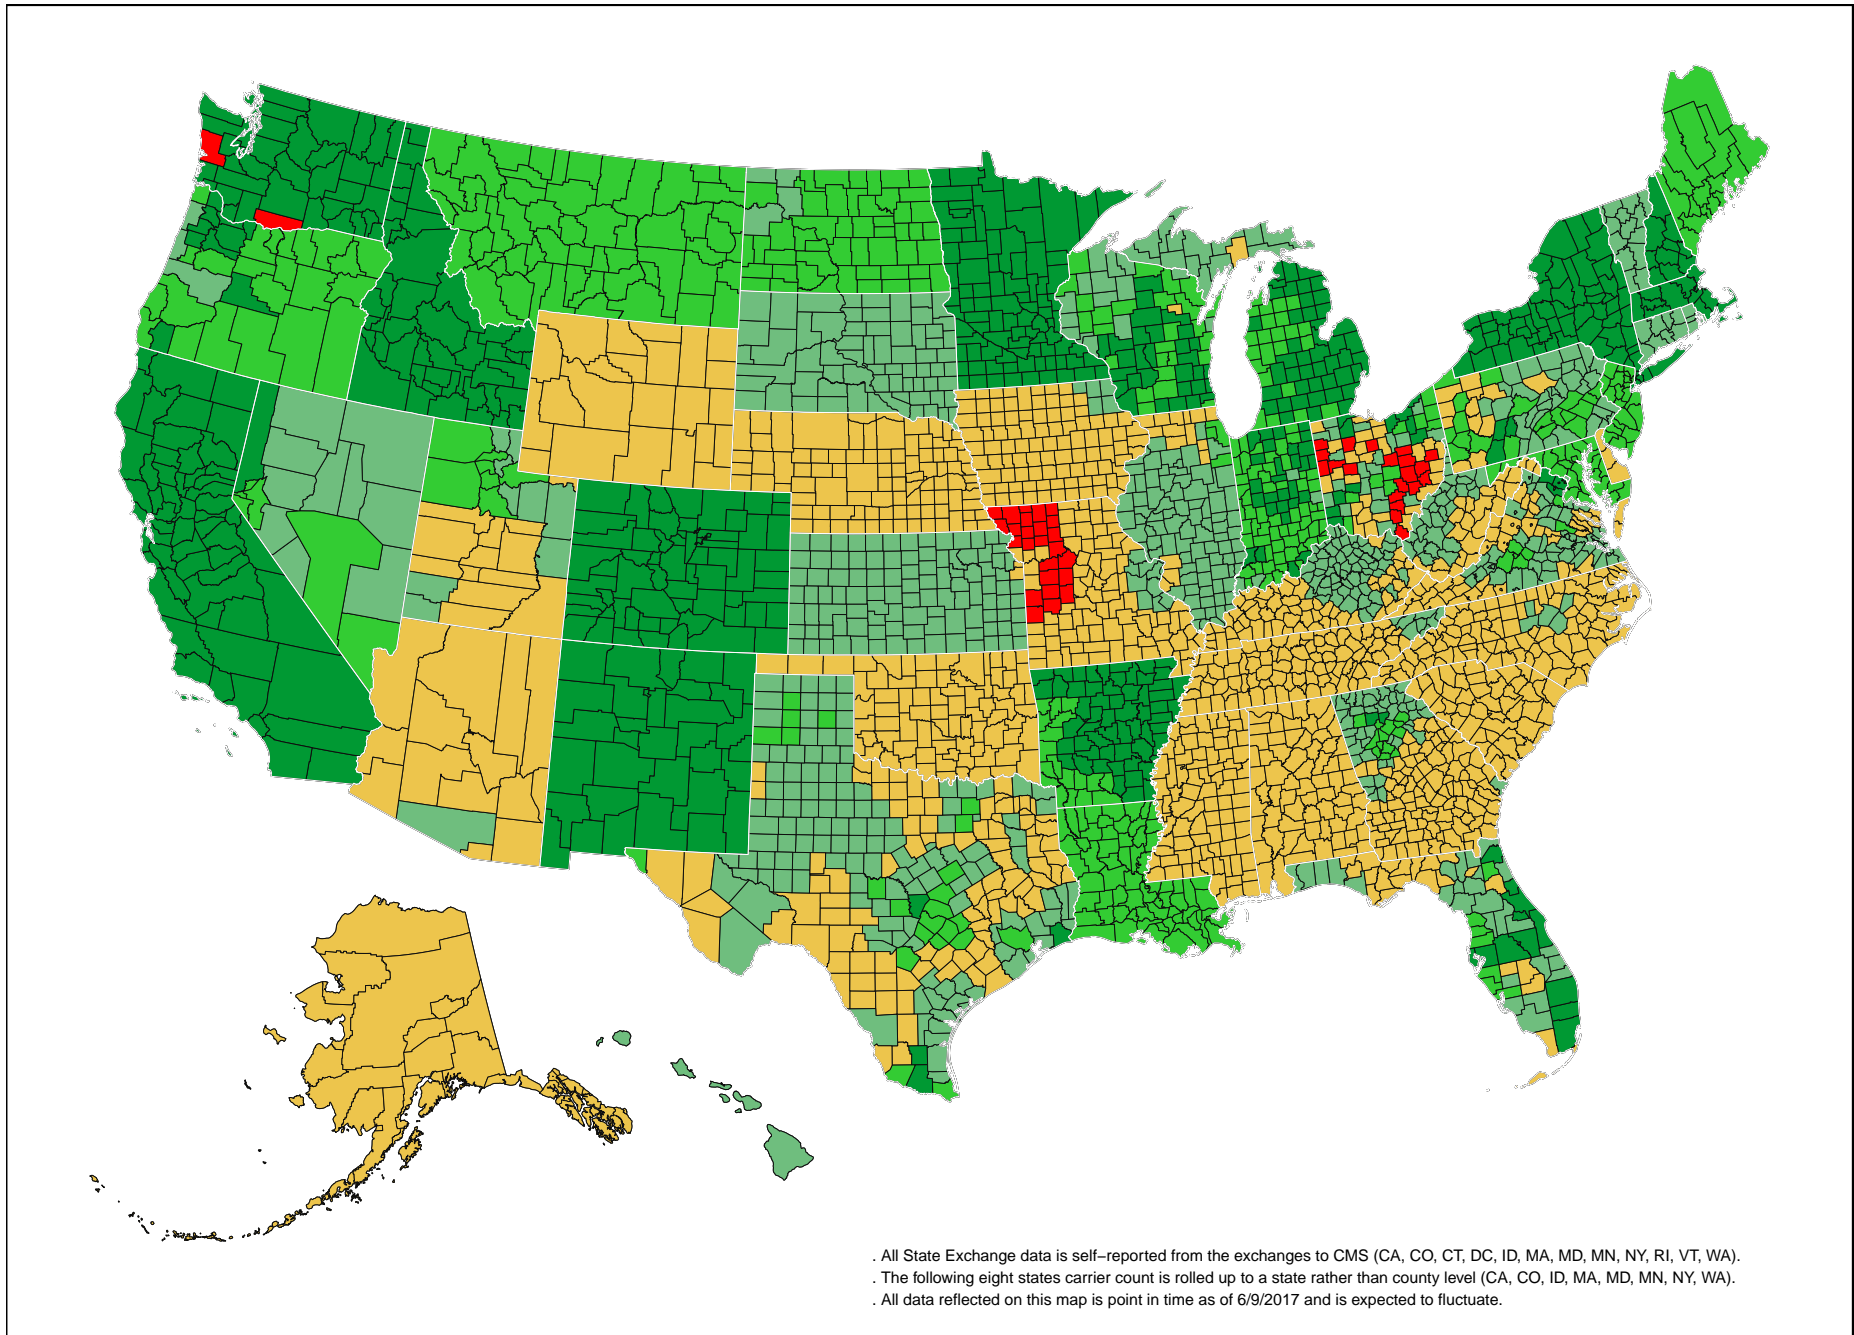 . All State Exchange data is self−reported from the exchanges to CMS (CA, CO, CT, DC, ID, MA, MD, MN, NY, RI, VT, WA).
. The following eight states carrier count is rolled up to a state rather than county level (CA, CO, ID, MA, MD, MN, NY, WA).
. All data reflected on this map is point in time as of 6/9/2017 and is expected to fluctuate.